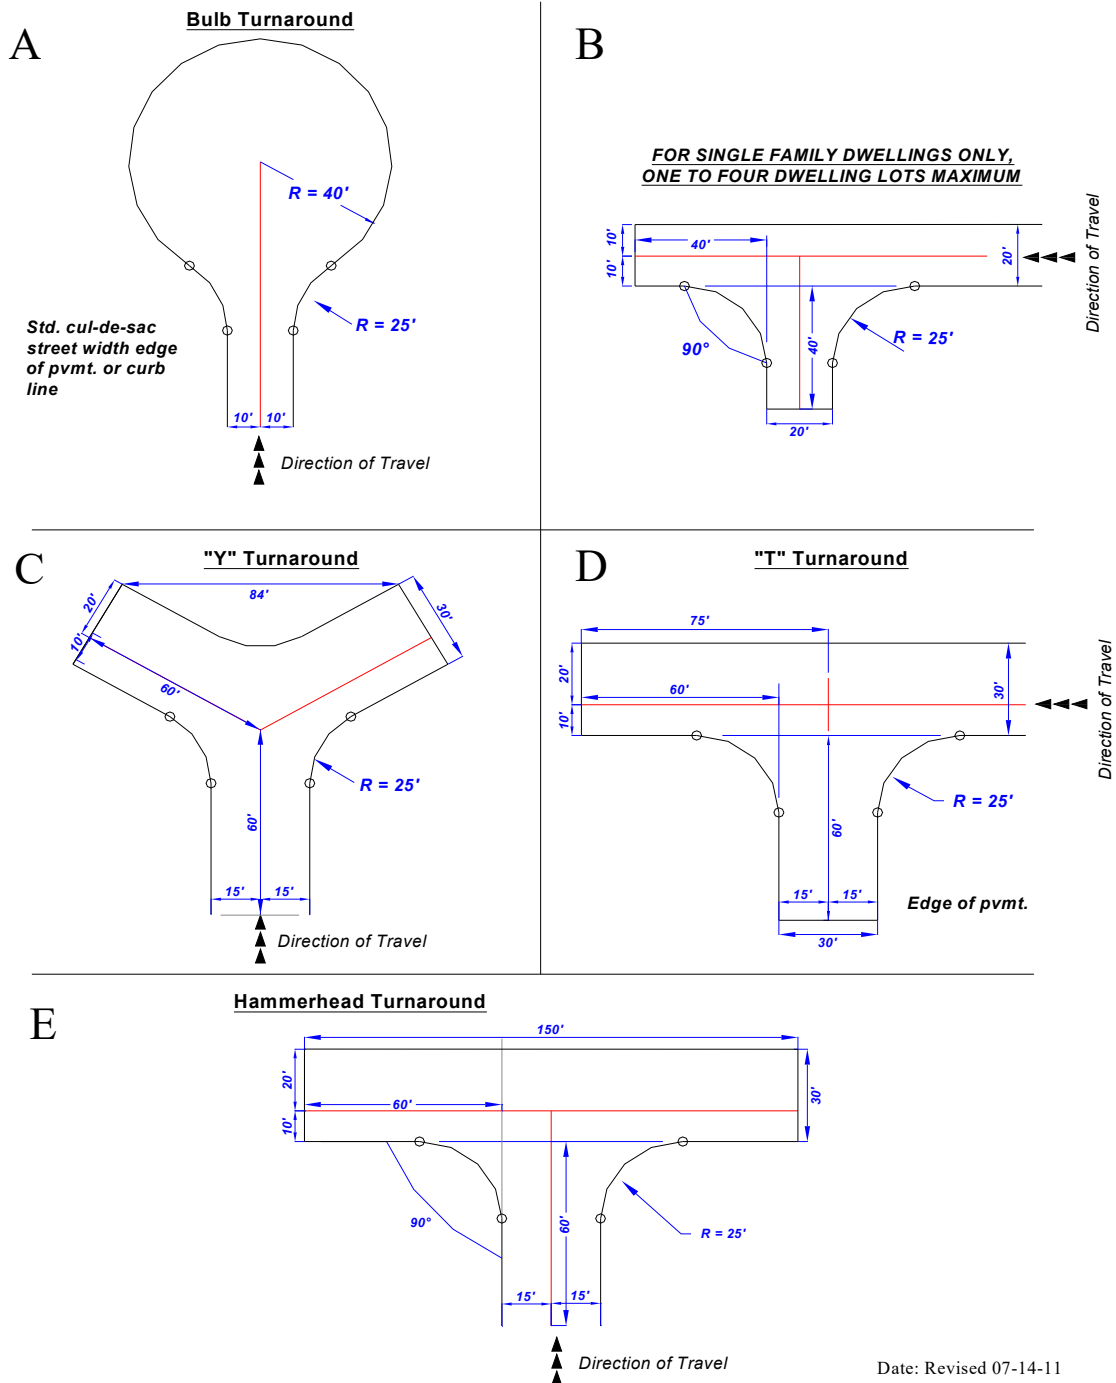 A
Bulb Turnaround
R = 40'
R = 25'
Std. cul-de-sac
street width edge
of pvmt. or curb
line
10'
10'
Direction of Travel
B
FOR SINGLE FAMILY DWELLINGS ONLY,
ONE TO FOUR DWELLING LOTS MAXIMUM
10'
10'
40'
20'
Direction of Travel
90°
40'
R = 25'
20'
C
"Y" Turnaround
84'
20'
10'
30'
60'
R = 25'
60'
15'
15'
Direction of Travel
D
"T" Turnaround
75'
20'
10'
60'
30'
Direction of Travel
R = 25'
60'
15'
15'
Edge of pvmt.
30'
E
Hammerhead Turnaround
150'
20'
10'
60'
30'
90°
60'
R = 25'
15'
15'
Direction of Travel
Date: Revised 07-14-11